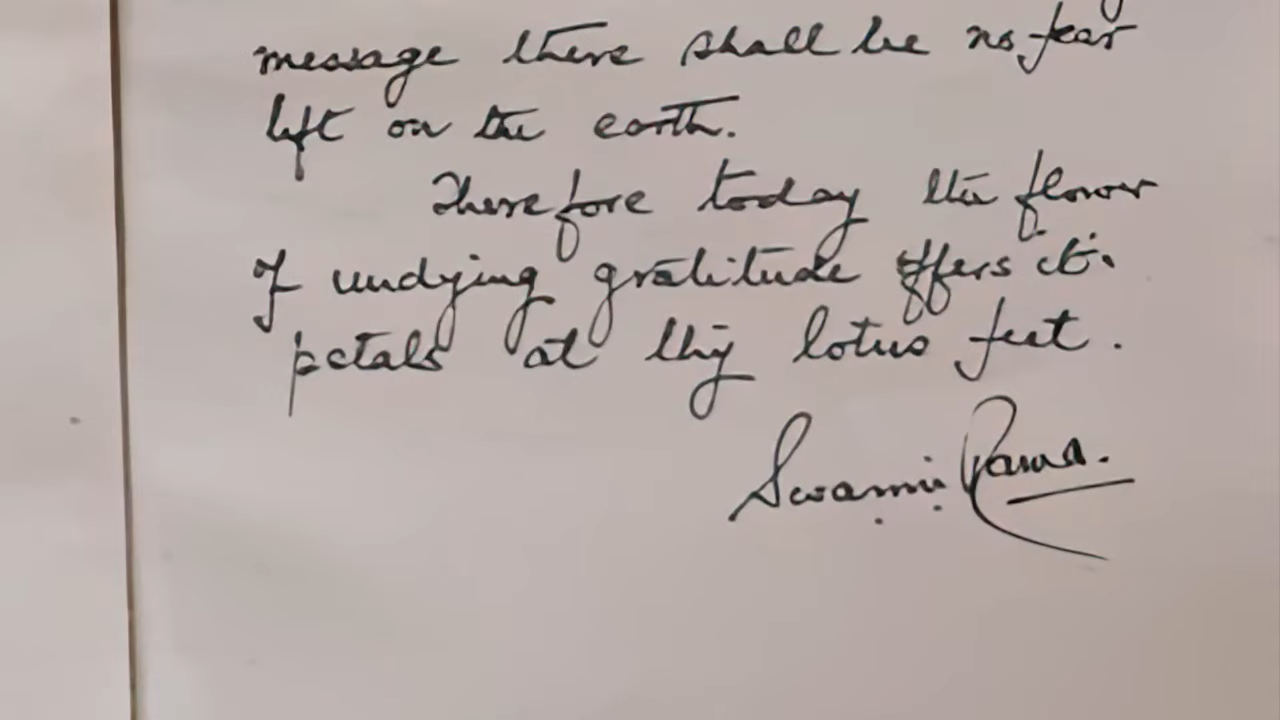 message there shall be no fear
left on the earth.
Therefore today the flower
of undying gratitude offers its
petals at thy lotus feet.
Swami Rama.